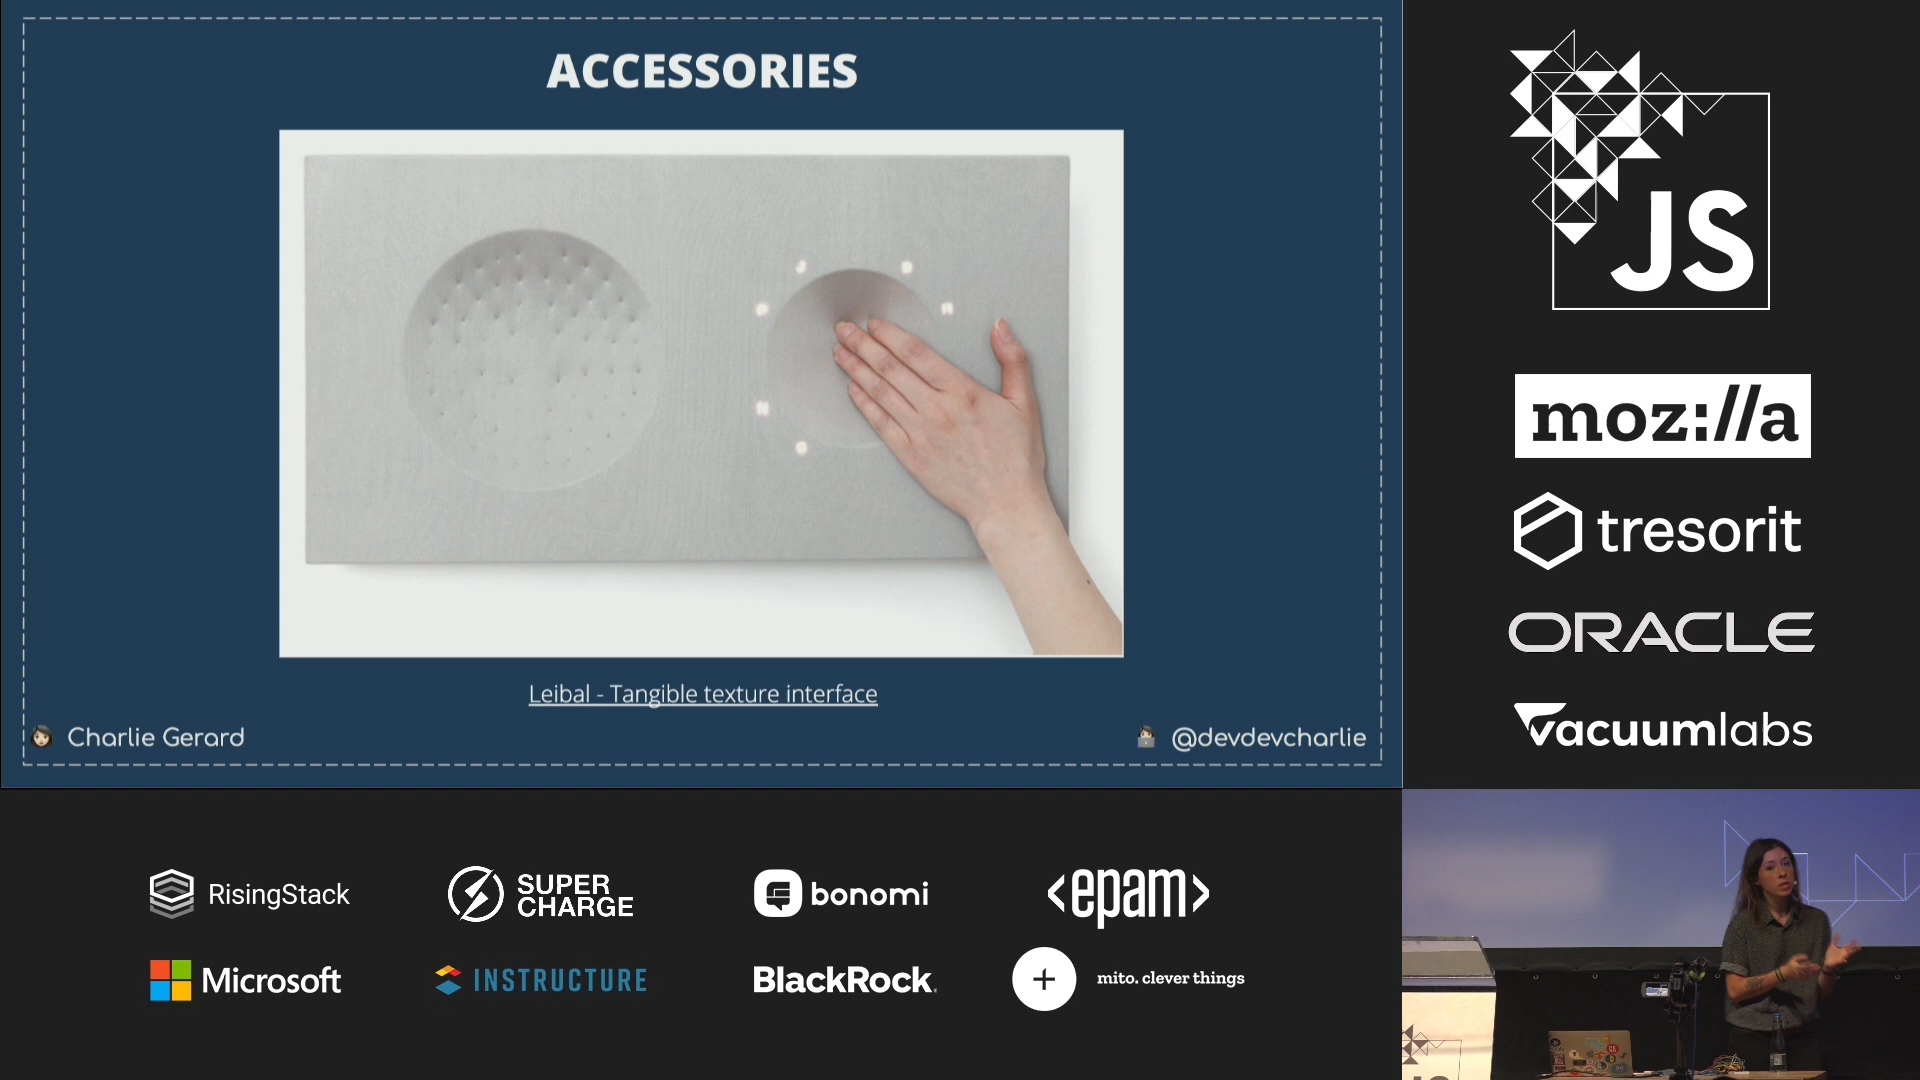 ACCESSORIES
Leibal - Tangible texture interface
Charlie Gerard
@devdevcharlie
JS
moz://a
tresorit
ORACLE
vacuumlabs
RisingStack
SUPER
CHARGE
bonomi
<epam>
Microsoft
INSTRUCTURE
BlackRock.
mito. clever things